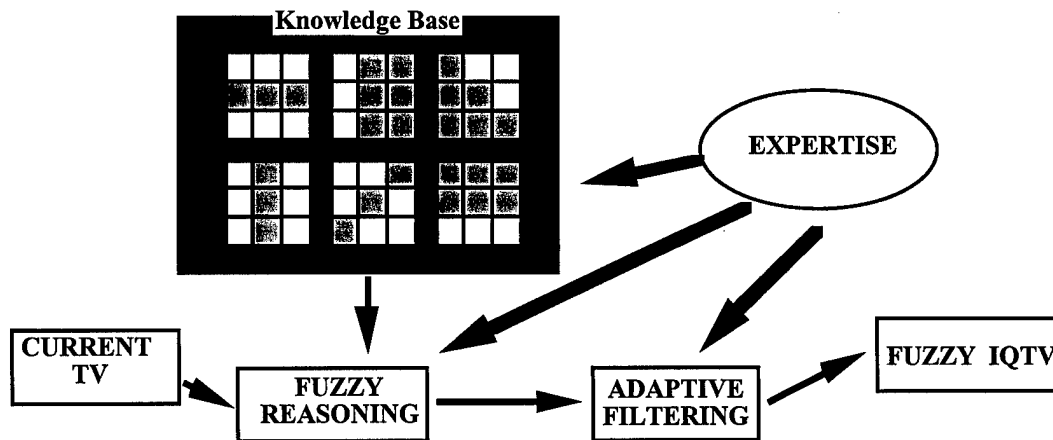 Knowledge Base
EXPERTISE
CURRENT
TV
FUZZY
REASONING
ADAPTIVE
FILTERING
FUZZY IQTV